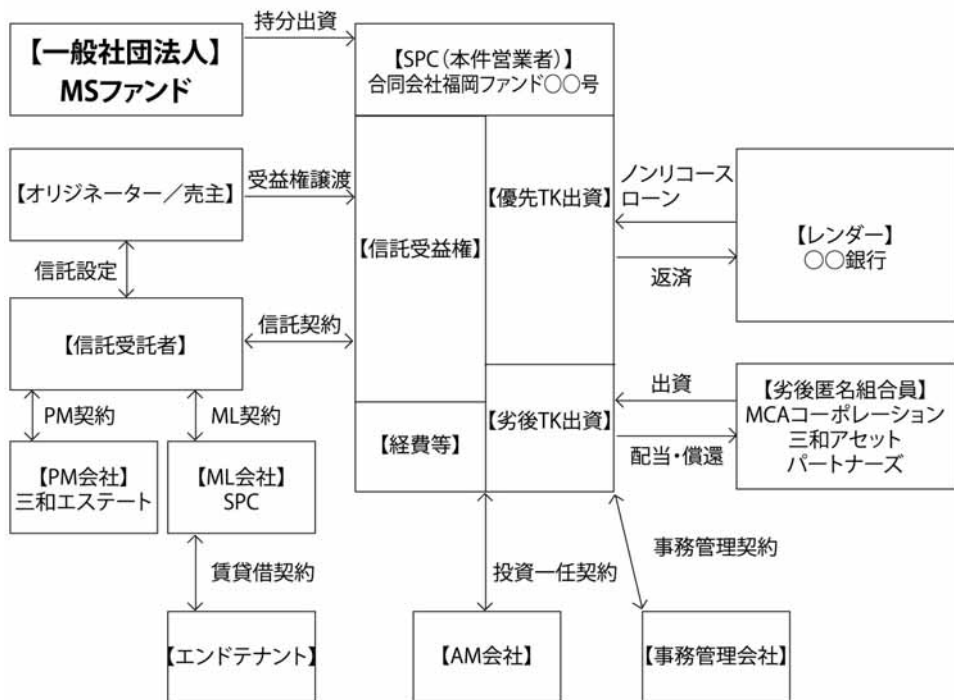 【一般社団法人】
MSファンド
持分出資
【SPC(本件営業者)】
合同会社福岡ファンド○○号
【オリジネーター／売主】
受益権譲渡
【信託受益権】
【優先TK出資】
ノンリコース
ローン
返済
【レンダー】
○○銀行
信託設定
【信託受託者】
信託契約
【経費等】
【劣後TK出資】
出資
配当・償還
【劣後匿名組合員】
MCAコーポレーション
三和アセット
パートナーズ
PM契約
ML契約
【PM会社】
三和エステート
【ML会社】
SPC
賃貸借契約
投資一任契約
事務管理契約
【エンドテナント】
【AM会社】
【事務管理会社】